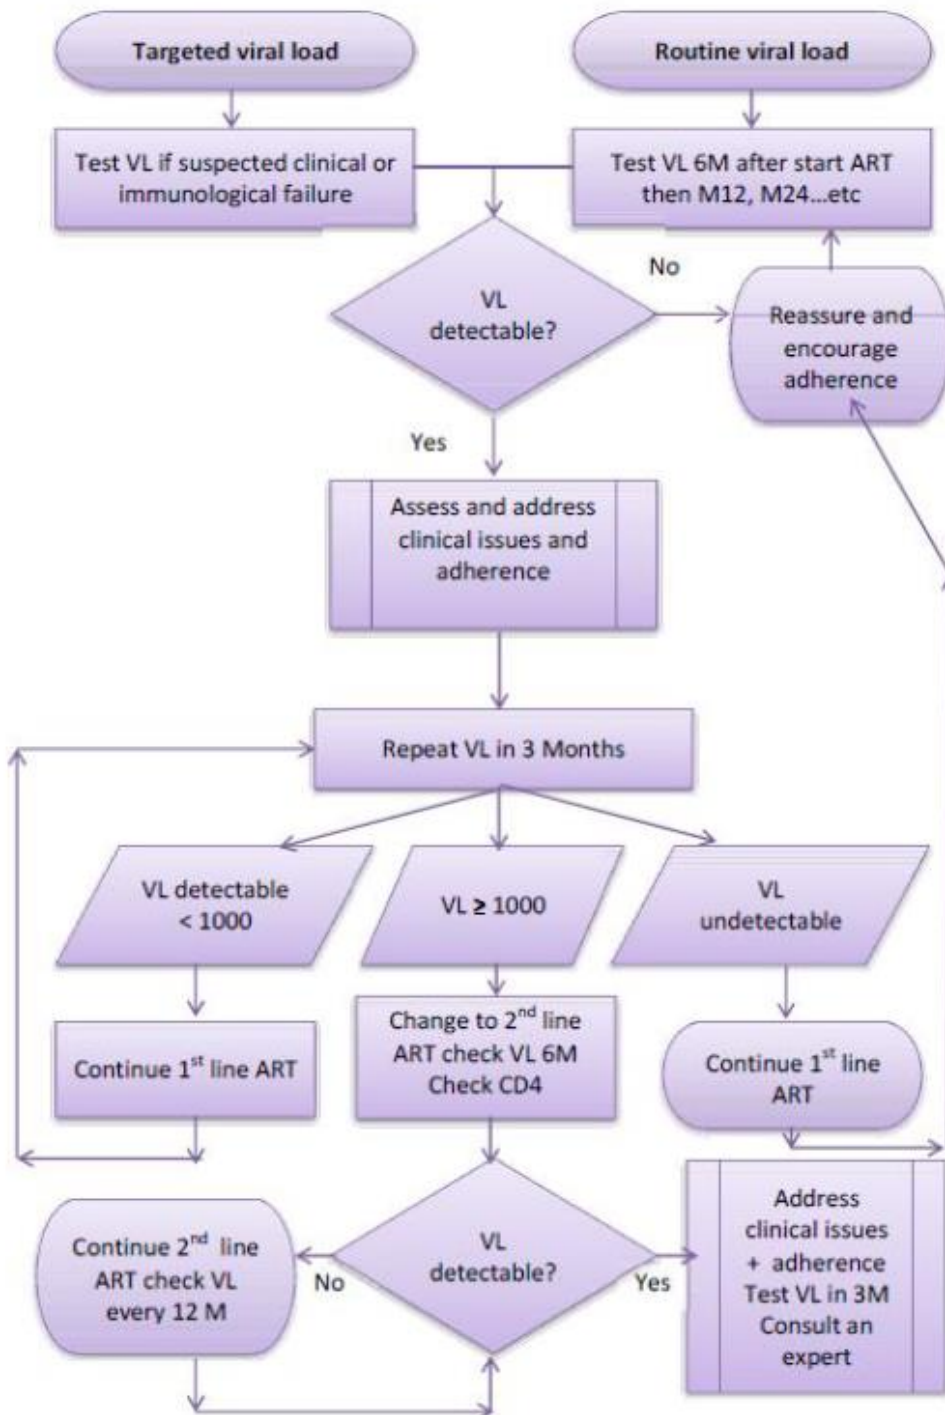 Targeted viral load
Routine viral load
Test VL if suspected clinical or
immunological failure
Test VL 6M after start ART
then M12, M24...etc
VL
detectable?
No
Reassure and
encourage
adherence
Yes
Assess and address
clinical issues and
adherence
Repeat VL in 3 Months
VL detectable
< 1000
VL ≥ 1000
VL
undetectable
Continue 1st line ART
Change to 2nd line
ART check VL 6M
Check CD4
Continue 1st line
ART
Continue 2nd line
ART check VL
every 12 M
No
VL
detectable?
Yes
Address
clinical issues
+ adherence
Test VL in 3M
Consult an
expert